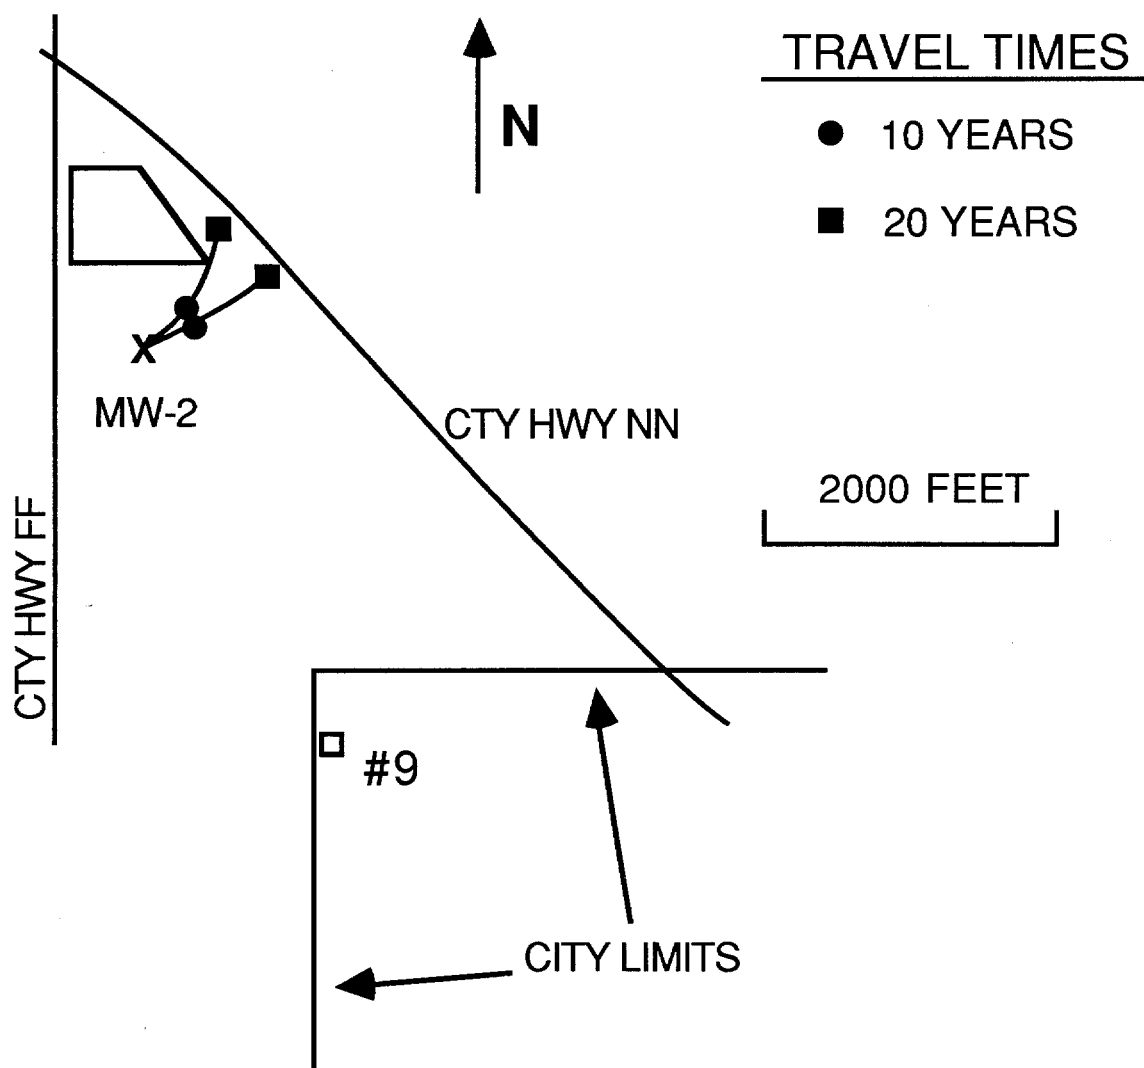 TRAVEL TIMES
N
10 YEARS
20 YEARS
X
MW-2
CTY HWY NN
2000 FEET
CTY HWY FF
#9
CITY LIMITS